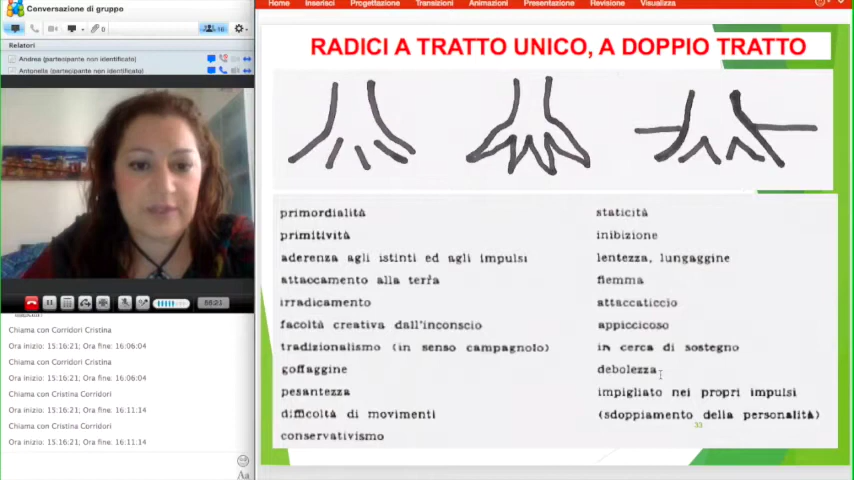 Conversazione di gruppo
Home Inserisci Progettazione Transizioni Animazioni Presentazione Revisione Visualizza
0
Relatori
Andrea (partecipante non identificato)
Antonella (partecipante non identificato)
55:21
Chiama con Corridori Cristina
Ora inizio: 15:16:21; Ora fine: 16:06:04
Chiama con Corridori Cristina
Ora inizio: 15:16:21; Ora fine: 16:06:04
Chiama con Cristina Corridori
Ora inizio: 15:16:21; Ora fine: 16:11:14
Chiama con Cristina Corridori
Ora inizio: 15:16:21; Ora fine: 16:11:14
Aa
RADICI A TRATTO UNICO, A DOPPIO TRATTO
primordialità
primitività
aderenza agli istinti ed agli impulsi
attaccamento alla terra
irradicamento
facoltà creativa dall'inconscio
tradizionalismo (in senso campagnolo)
goffaggine
pesantezza
difficoltà di movimenti
conservativismo
staticità
inibizione
lentezza, lungaggine
flemma
attaccaticcio
appiccicoso
in cerca di sostegno
debolezza
impigliato nei propri impulsi
(sdoppiamento della personalità)
33